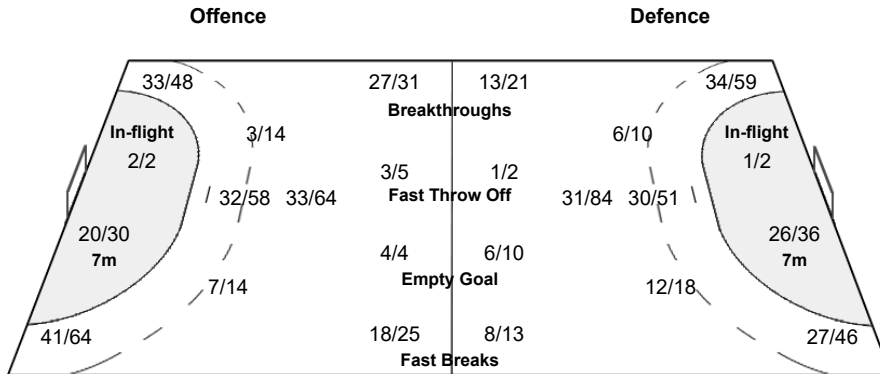 Offence Defence
33/48 27/31 13/21 34/59
Breakthroughs
In-flight 3/14 6/10 In-flight
2/2 3/5 1/2 1/2
32/58 33/64 Fast Throw Off 31/84 30/51
20/30 4/4 6/10 26/36
7m 7m
7/14 Empty Goal 12/18
41/64 18/25 8/13 27/46
Fast Breaks